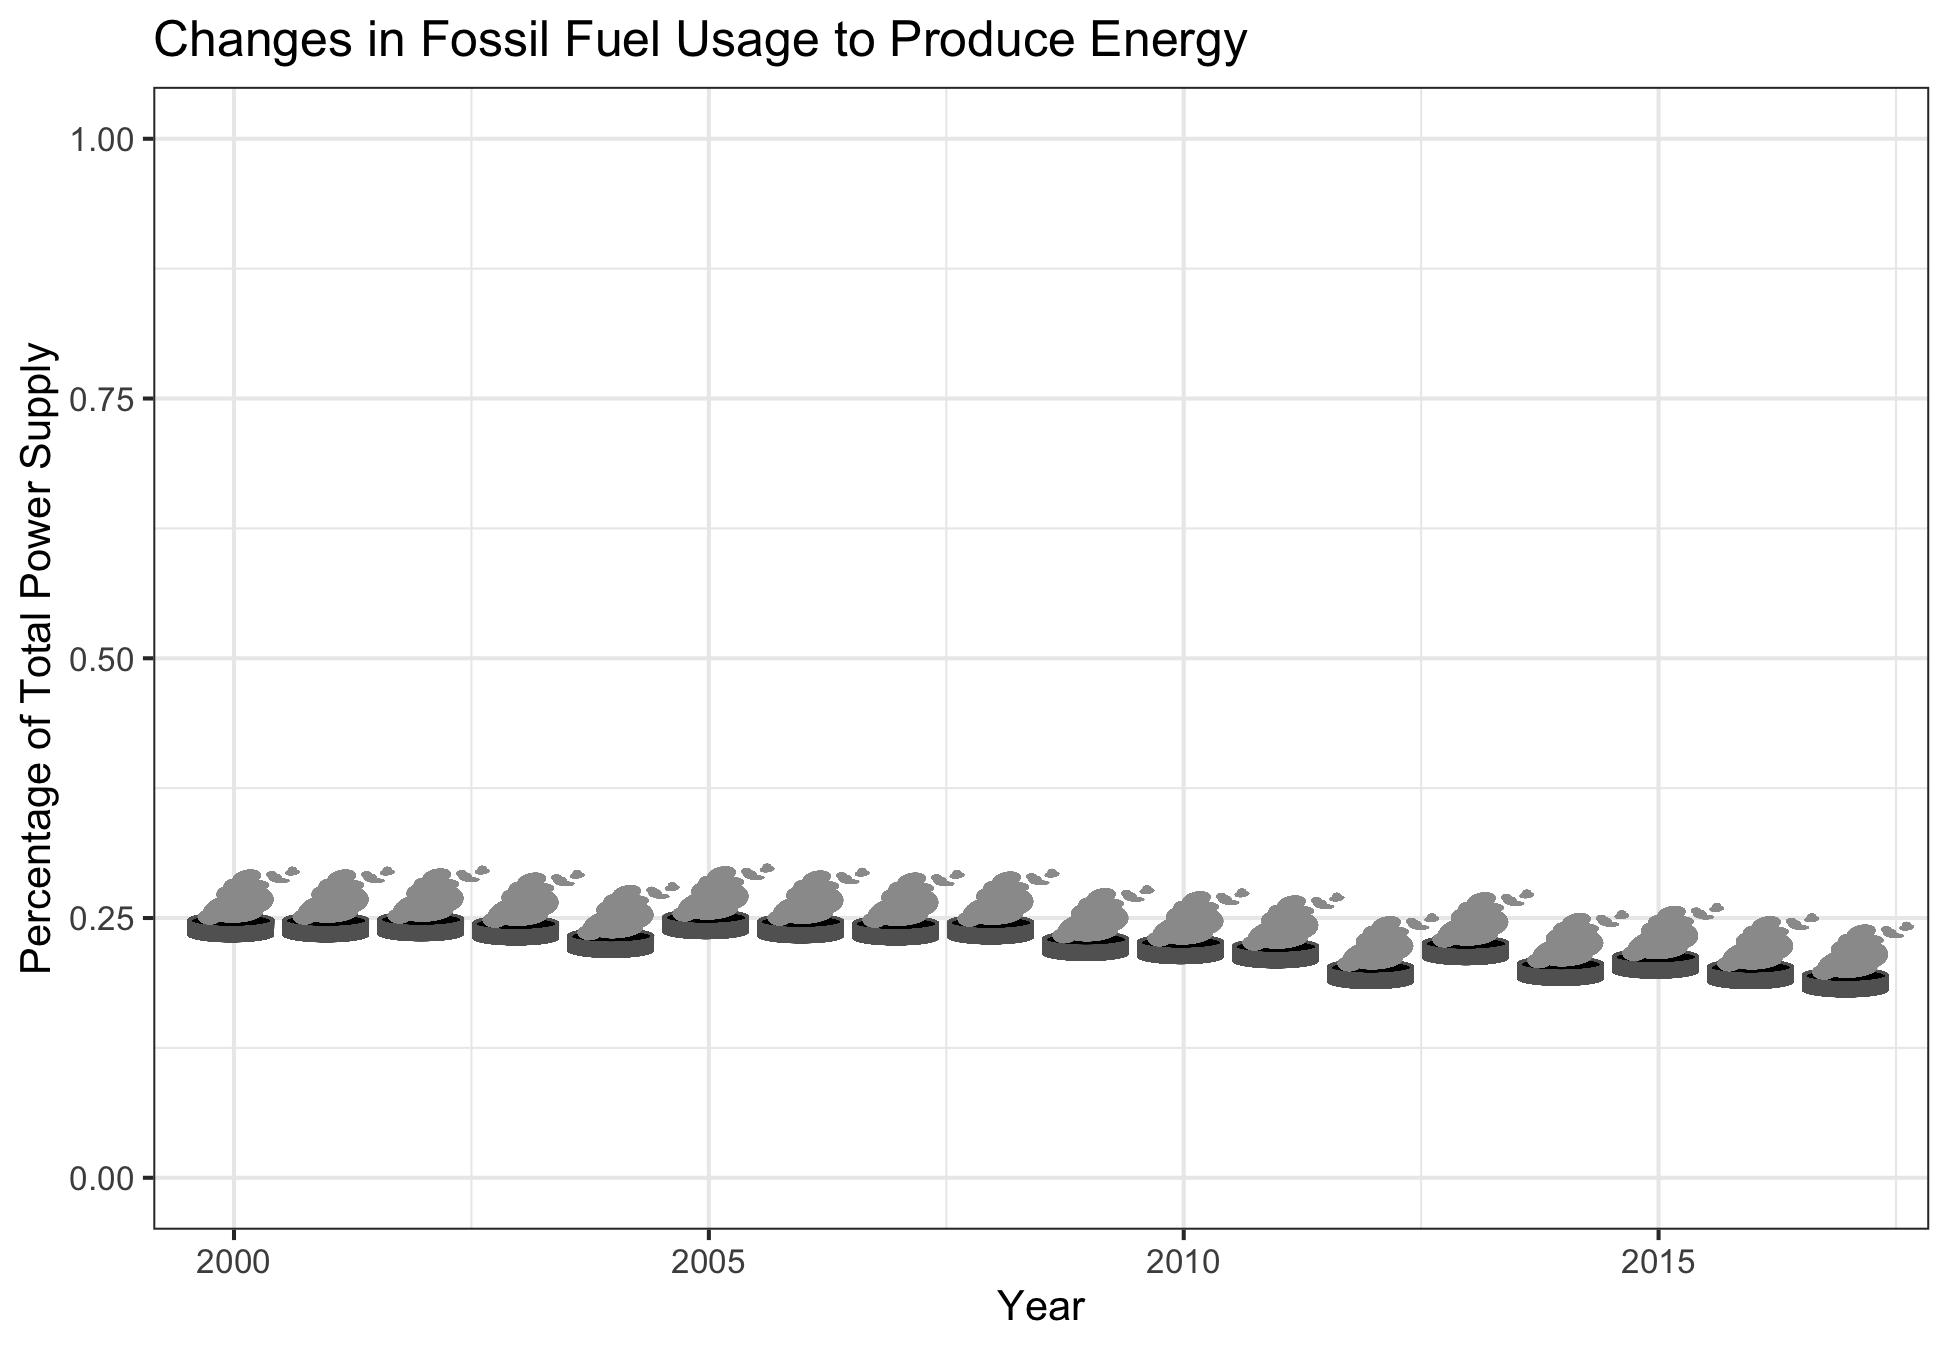 Changes in Fossil Fuel Usage to Produce Energy
Percentage of Total Power Supply
1.00
0.75
0.50
0.25
0.00
2000 2005 2010 2015
Year